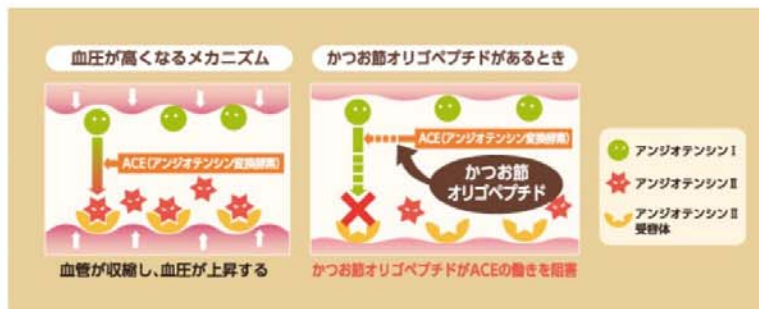 血圧が高くなるメカニズム
ACE(アンジオテンシン変換酵素)
血管が収縮し、血圧が上昇する
かつお節オリゴペプチドがあるとき
ACE(アンジオテンシン変換酵素)
かつお節
オリゴペプチド
かつお節オリゴペプチドがACEの働きを阻害
アンジオテンシンⅠ
アンジオテンシンⅡ
アンジオテンシンⅡ
受容体